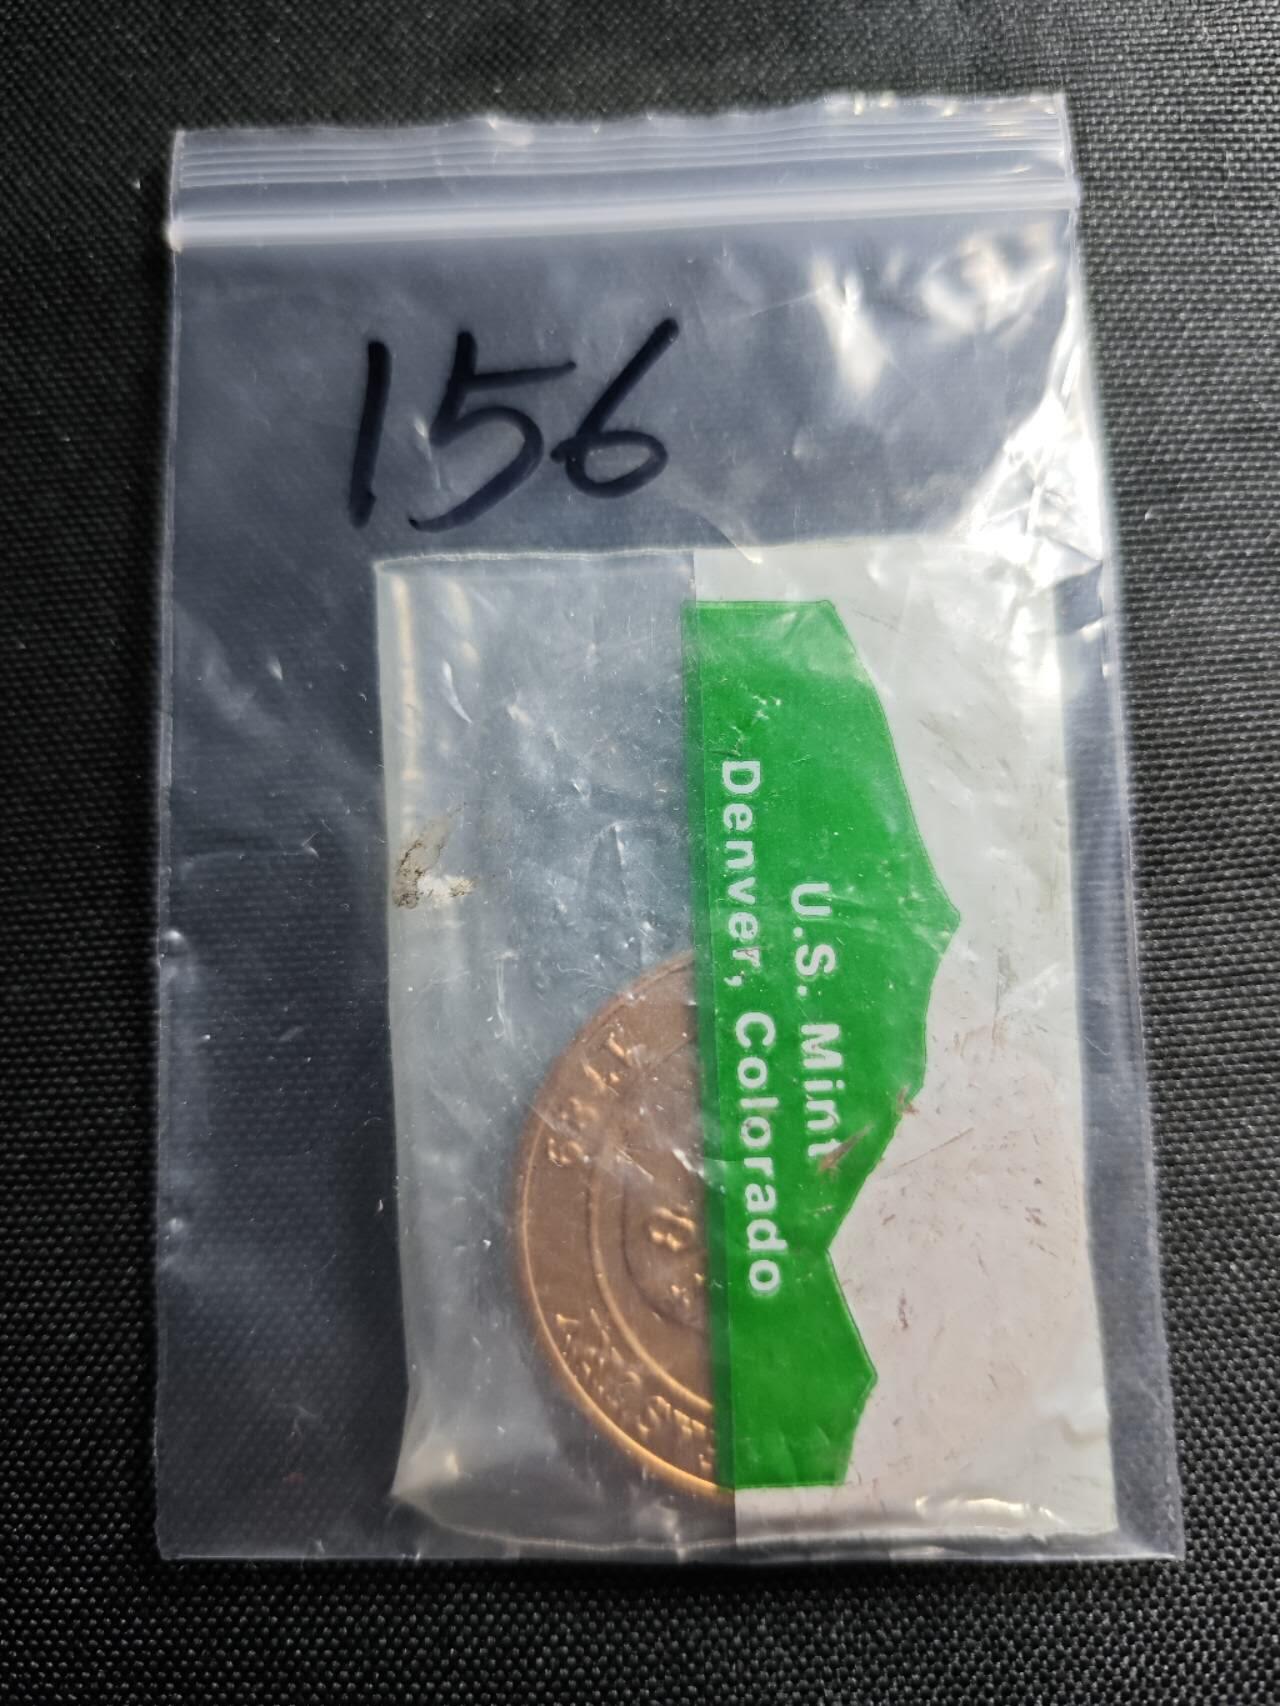 156
U.S. Mint
Denver, Colorado